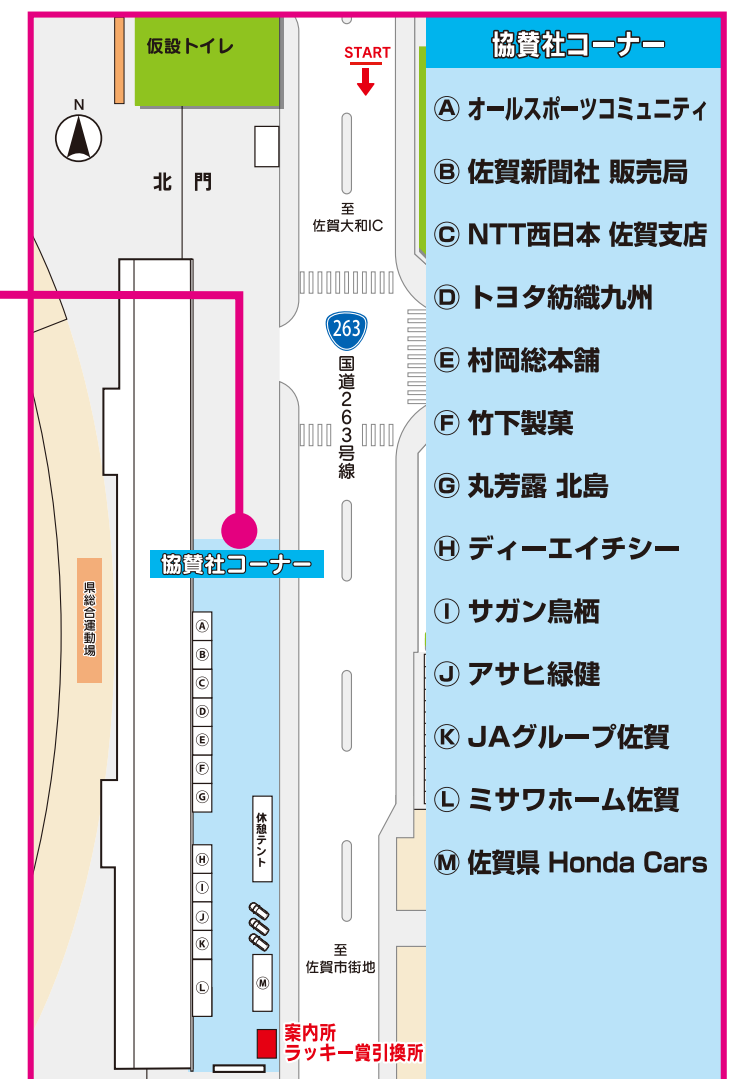 仮設トイレ
START
N
北門
至
佐賀大和IC
263
国道263号線
協賛社コーナー
県総合運動場
A
B
C
D
E
F
G
休憩テント
H
I
J
K
L
M
至
佐賀市街地
案内所
ラッキー賞引換所
協賛社コーナー
Ⓐ オールスポーツコミュニティ
Ⓑ 佐賀新聞社 販売局
Ⓒ NTT西日本 佐賀支店
Ⓓ トヨタ紡織九州
Ⓔ 村岡総本舗
Ⓕ 竹下製菓
Ⓖ 丸芳露 北島
Ⓗ ディーエイチシー
Ⓘ サガン鳥栖
Ⓙ アサヒ緑健
Ⓚ JAグループ佐賀
Ⓛ ミサワホーム佐賀
Ⓜ 佐賀県 Honda Cars